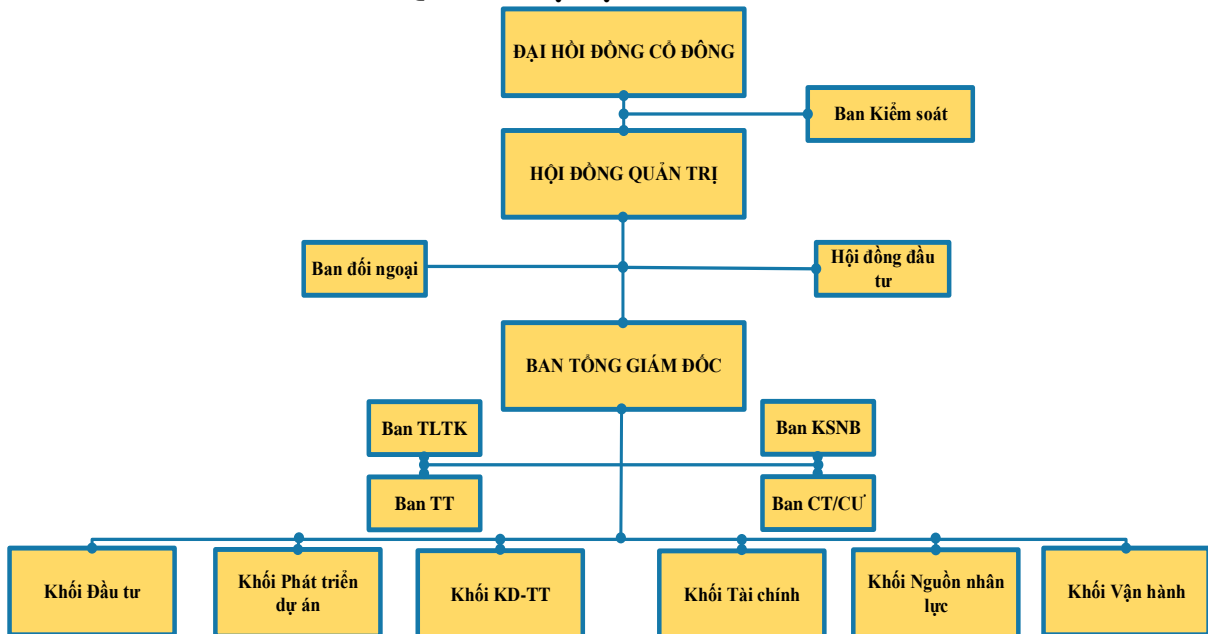 ĐẠI HỒI ĐỒNG CỔ ĐÔNG
Ban Kiểm soát
HỘI ĐỒNG QUẢN TRỊ
Ban đối ngoại
Hội đồng đầu
tư
BAN TỔNG GIÁM ĐỐC
Ban TLTK
Ban KSNB
Ban TT
Ban CT/CƯ
Khối Đầu tư
Khối Phát triển
dự án
Khối KD-TT
Khối Tài chính
Khối Nguồn nhân
lực
Khối Vận hành